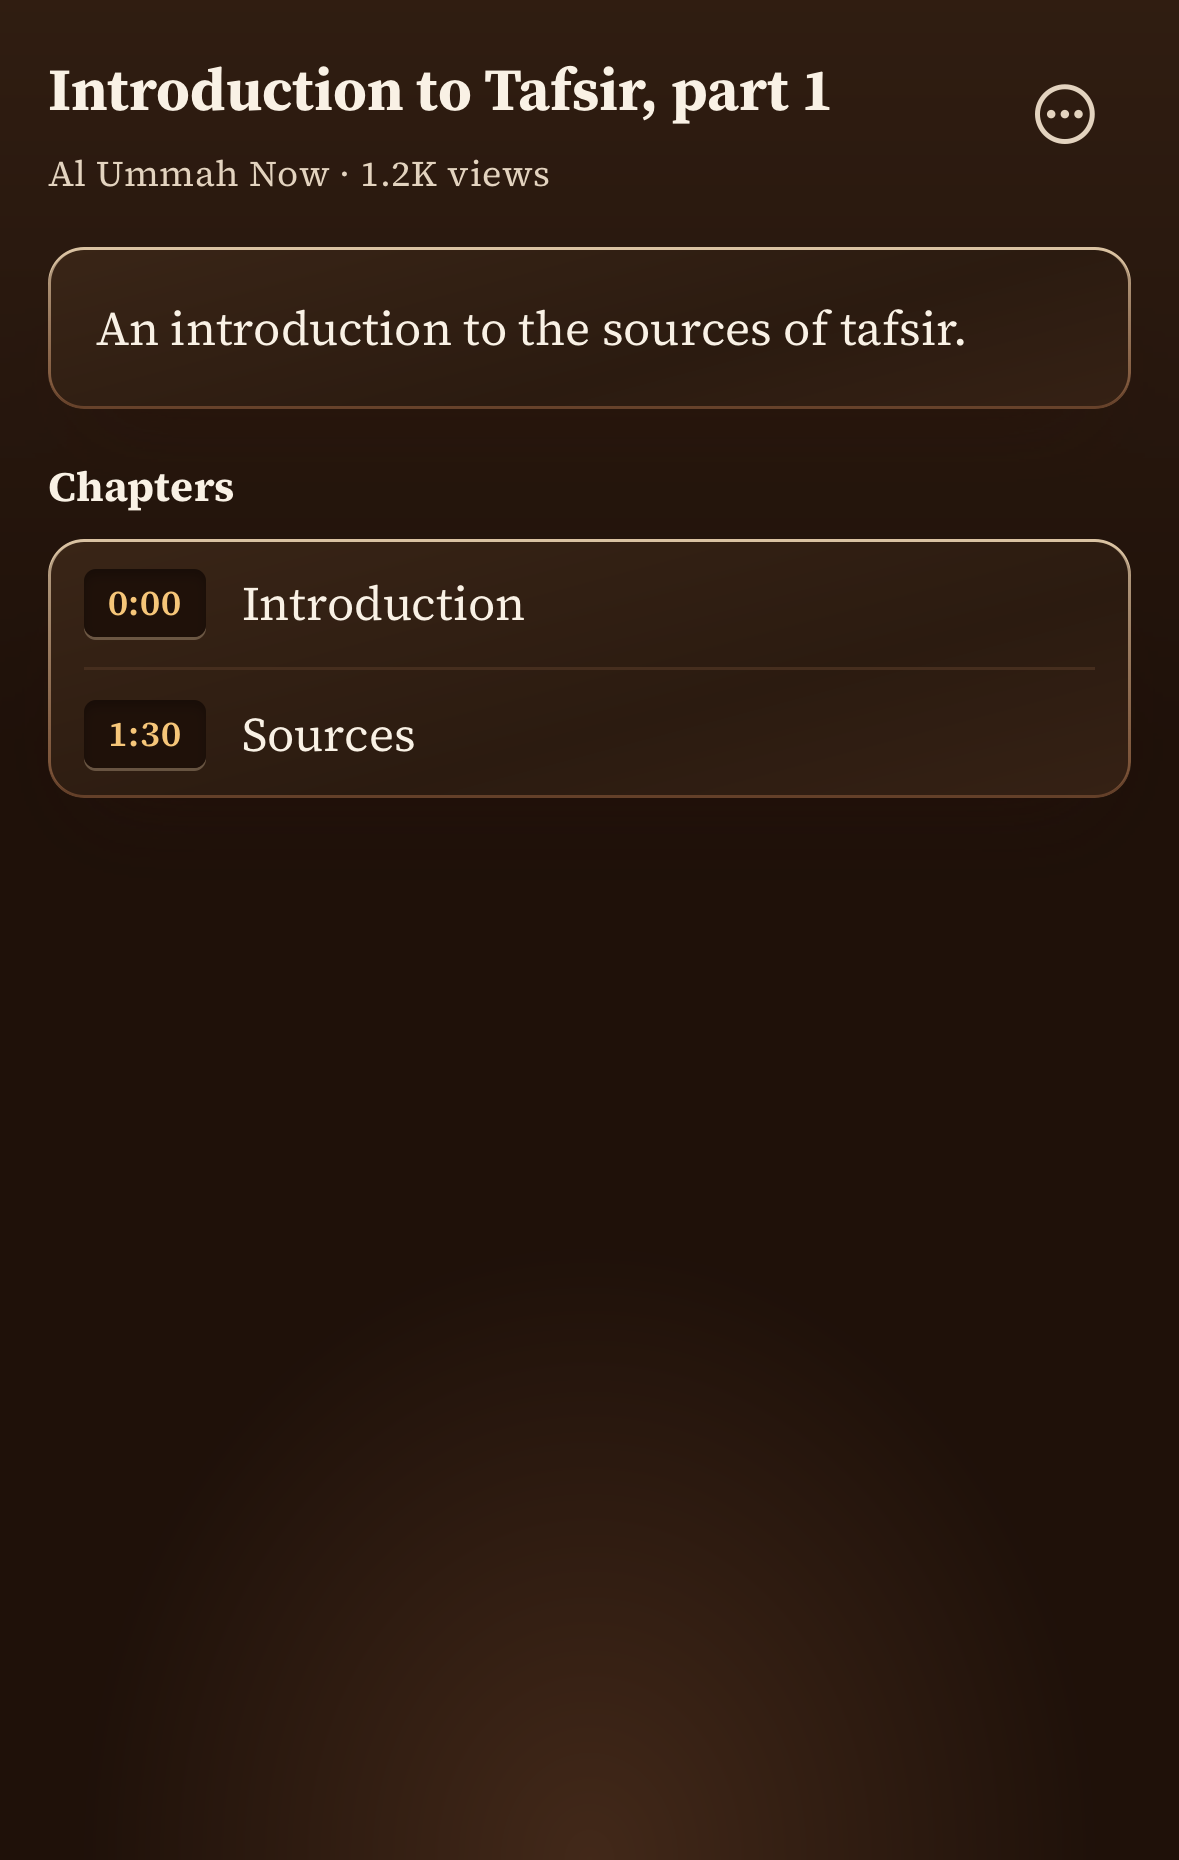 Introduction to Tafsir, part 1
Al Ummah Now · 1.2K views
An introduction to the sources of tafsir.
Chapters
0:00 Introduction
1:30 Sources